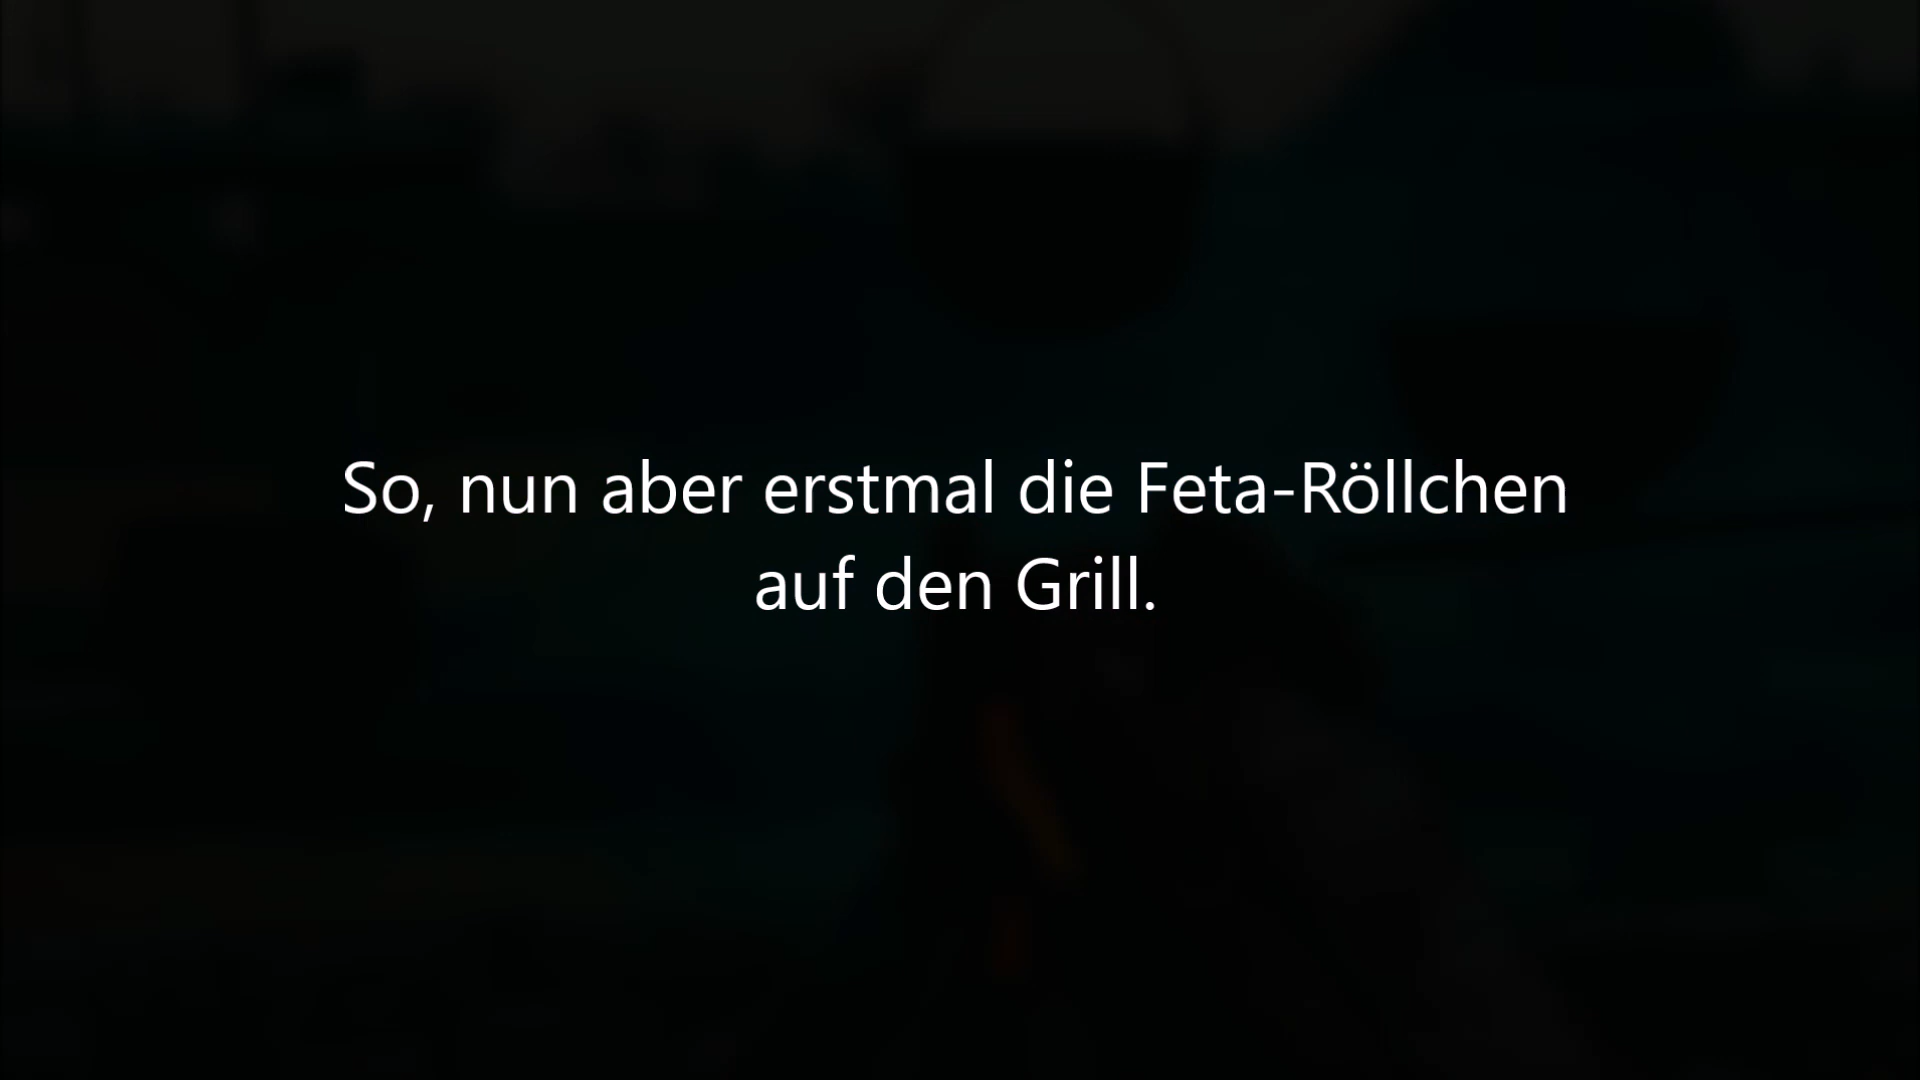 So, nun aber erstmal die Feta-Röllchen
auf den Grill.